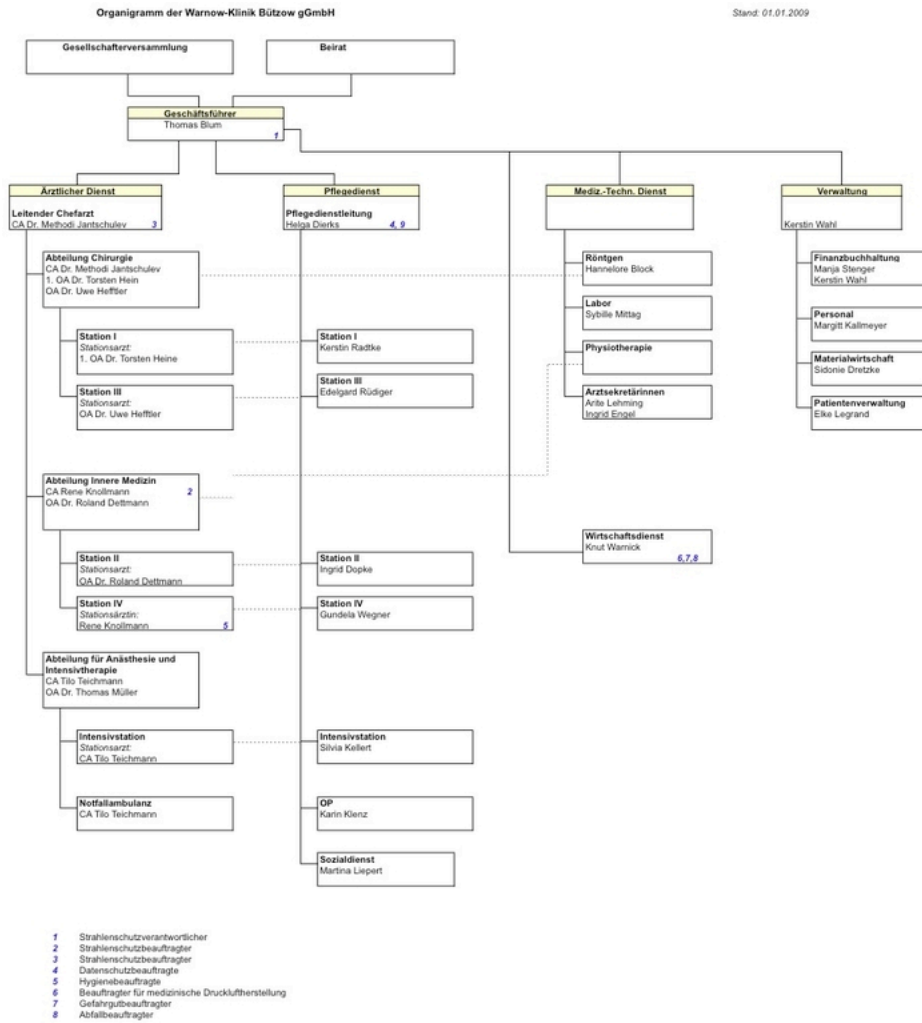 Organigramm der Warnow-Klinik Bützow gGmbH
Stand: 01.01.2009
Gesellschafterversammlung
Beirat
Geschäftsführer
Thomas Blum
1
Ärztlicher Dienst
Leitender Chefarzt
CA Dr. Methodi Jantschulev 3
Pflegedienst
Pflegedienstleitung
Helga Dierks 4, 9
Mediz.-Techn. Dienst
Verwaltung
Kerstin Wahl
Abteilung Chirurgie
CA Dr. Methodi Jantschulev
1. OA Dr. Torsten Hein
OA Dr. Uwe Hefftler
Station I
Stationsarzt:
1. OA Dr. Torsten Heine
Station III
Stationsarzt:
OA Dr. Uwe Hefftler
Abteilung Innere Medizin
CA Rene Knollmann 2
OA Dr. Roland Dettmann
Station II
Stationsarzt:
OA Dr. Roland Dettmann
Station IV
Stationsärztin:
Rene Knollmann 5
Abteilung für Anästhesie und
Intensivtherapie
CA Tilo Teichmann
OA Dr. Thomas Müller
Intensivstation
Stationsarzt:
CA Tilo Teichmann
Notfallambulanz
CA Tilo Teichmann
Station I
Kerstin Radtke
Station III
Edelgard Rüdiger
Station II
Ingrid Dopke
Station IV
Gundela Wegner
Intensivstation
Silvia Kellert
OP
Karin Klenz
Sozialdienst
Martina Liepert
Röntgen
Hannelore Block
Labor
Sybille Mittag
Physiotherapie
Arztsekretärinnen
Arite Lehming
Ingrid Engel
Wirtschaftsdienst
Knut Warnick
6,7,8
Finanzbuchhaltung
Manja Stenger
Kerstin Wahl
Personal
Margitt Kallmeyer
Materialwirtschaft
Sidonie Dretzke
Patientenverwaltung
Elke Legrand
1 Strahlenschutzverantwortlicher
2 Strahlenschutzbeauftragter
3 Strahlenschutzbeauftragter
4 Datenschutzbeauftragte
5 Hygienebeauftragte
6 Beauftragter für medizinische Druckluftherstellung
7 Gefahrgutbeauftragter
8 Abfallbeauftragter